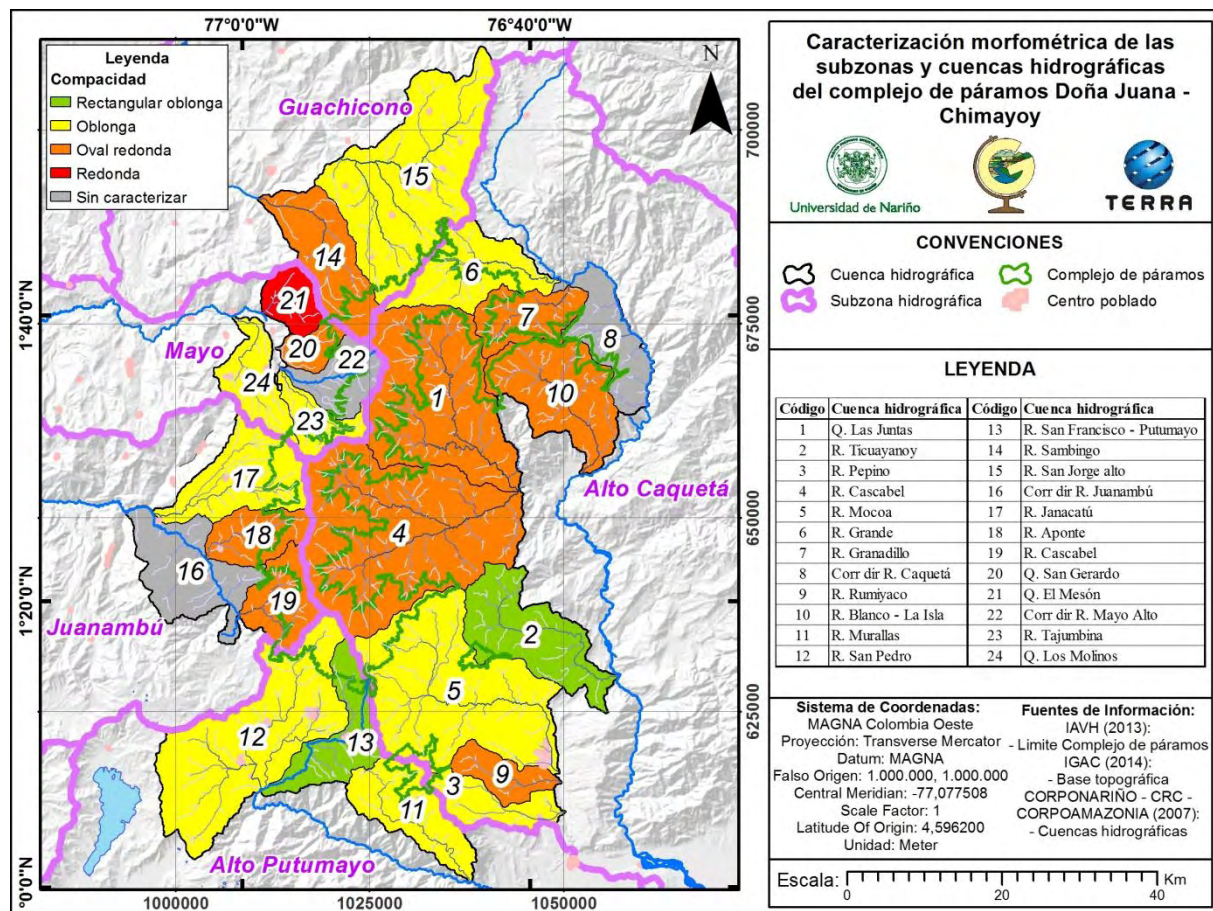 77°0'0"W
76°40'0"W
Leyenda
Compacidad
Rectangular oblonga
Oblonga
Oval redonda
Redonda
Sin caracterizar
N
Guachicono
Mayo
Alto Caquetá
Juanambú
Alto Putumayo
15
14
6
21
7
8
20
22
24
1
10
23
17
18
4
16
19
2
5
12
13
9
3
11
1°40'0"N
1°20'0"N
°0'0"N
700000
675000
650000
625000
1000000
1025000
1050000
Caracterización morfométrica de las
subzonas y cuencas hidrográficas
del complejo de páramos Doña Juana -
Chimayoy
Universidad de Nariño
TERRA
CONVENCIONES
Cuenca hidrográfica
Complejo de páramos
Subzona hidrográfica
Centro poblado
LEYENDA
Código Cuenca hidrográfica Código Cuenca hidrográfica
1 Q. Las Juntas 13 R. San Francisco - Putumayo
2 R. Ticuayanoy 14 R. Sambingo
3 R. Pepino 15 R. San Jorge alto
4 R. Cascabel 16 Corr dir R. Juanambú
5 R. Mocoa 17 R. Janacatú
6 R. Grande 18 R. Aponte
7 R. Granadillo 19 R. Cascabel
8 Corr dir R. Caquetá 20 Q. San Gerardo
9 R. Rumiyaco 21 Q. El Mesón
10 R. Blanco - La Isla 22 Corr dir R. Mayo Alto
11 R. Murallas 23 R. Tajumbina
12 R. San Pedro 24 Q. Los Molinos
Sistema de Coordenadas:
MAGNA Colombia Oeste
Proyección: Transverse Mercator
Datum: MAGNA
Falso Origen: 1.000.000, 1.000.000
Central Meridian: -77,077508
Scale Factor: 1
Latitude Of Origin: 4,596200
Unidad: Meter
Fuentes de Información:
IAVH (2013):
- Limite Complejo de páramos
IGAC (2014):
- Base topográfica
CORPONARIÑO - CRC -
CORPOAMAZONIA (2007):
- Cuencas hidrográficas
Escala:
0 20 40
Km